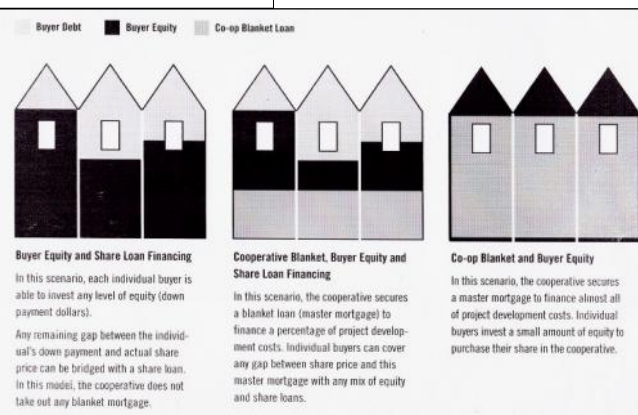 Buyer Debt Buyer Equity Co-op Blanket Loan
Buyer Equity and Share Loan Financing
In this scenario, each individual buyer is
able to invest any level of equity (down
payment dollars).
Any remaining gap between the individ-
ual's down payment and actual share
price can be bridged with a share loan.
In this model, the cooperative does not
take out any blanket mortgage.
Cooperative Blanket, Buyer Equity and
Share Loan Financing
In this scenario, the cooperative secures
a blanket loan (master mortgage) to
finance a percentage of project develop-
ment costs. Individual buyers can cover
any gap between share price and this
master mortgage with any mix of equity
and share loans.
Co-op Blanket and Buyer Equity
In this scenario, the cooperative secures
a master mortgage to finance almost all
of project development costs. Individual
buyers invest a small amount of equity to
purchase their share in the cooperative.